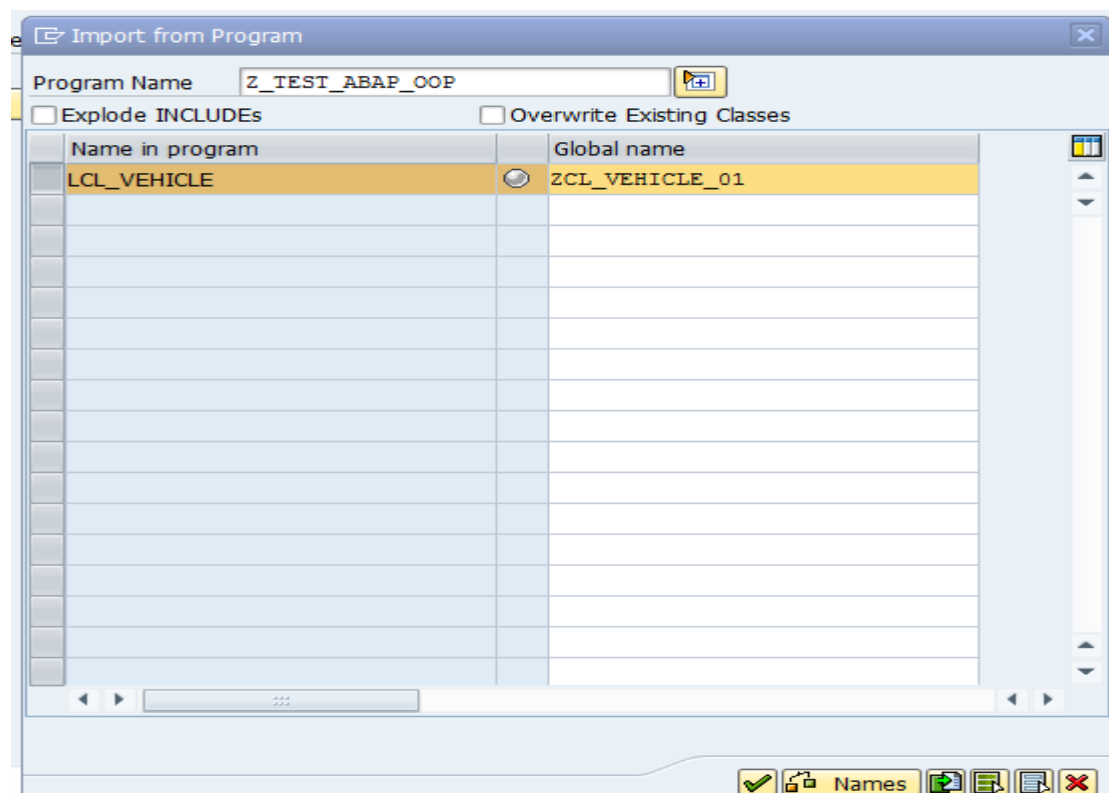 e
Import from Program
Program Name Z_TEST_ABAP_OOP
Explode INCLUDEs Overwrite Existing Classes
Name in program Global name
LCL_VEHICLE ZCL_VEHICLE_01
Names